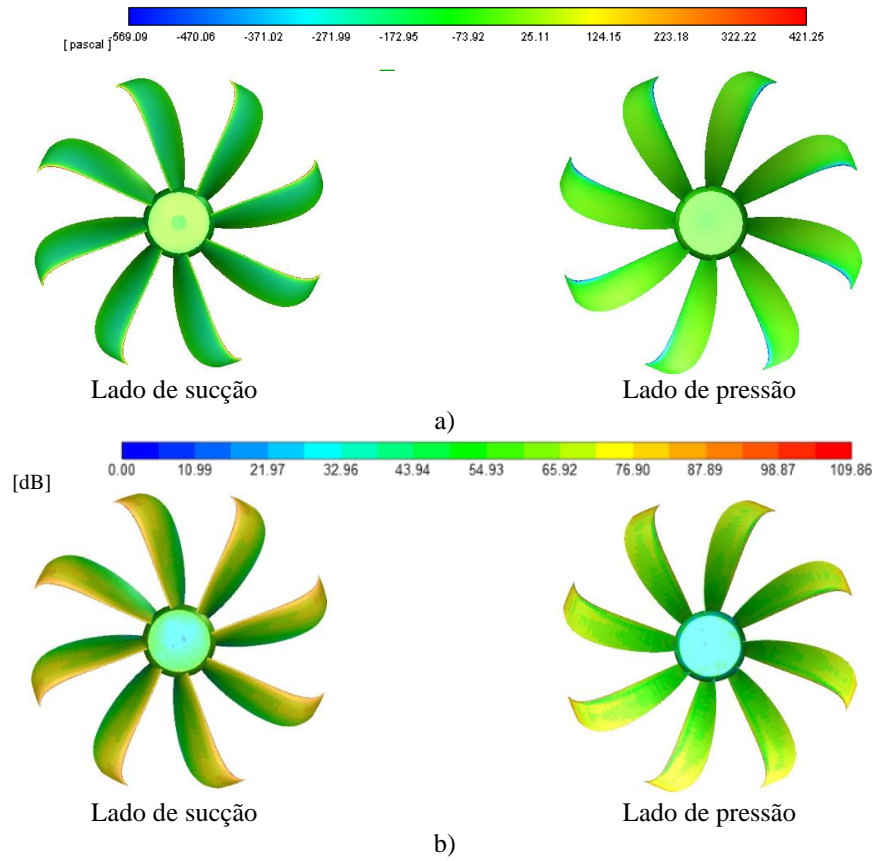 [ pascal ] -569.09 -470.06 -371.02 -271.99 -172.95 -73.92 25.11 124.15 223.18 322.22 421.25
Lado de sucção Lado de pressão
a)
[dB] 0.00 10.99 21.97 32.96 43.94 54.93 65.92 76.90 87.89 98.87 109.86
Lado de sucção Lado de pressão
b)